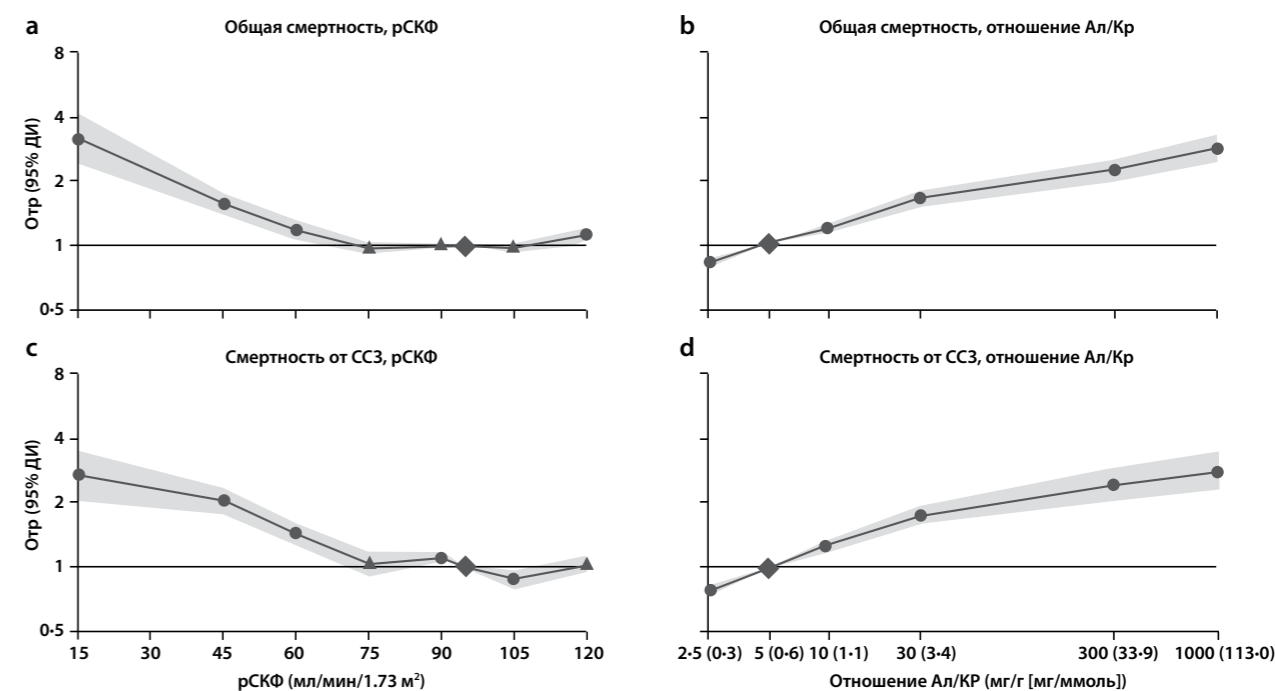 a
Общая смертность, рСКФ
8
4
2
1
0·5
Отр (95% ДИ)
b
Общая смертность, отношение Ал/Кр
c
Смертность от ССЗ, рСКФ
8
4
2
1
0·5
Отр (95% ДИ)
15 30 45 60 75 90 105 120
рСКФ (мл/мин/1.73 м²)
d
Смертность от ССЗ, отношение Ал/Кр
2·5 (0·3) 5 (0·6) 10 (1·1) 30 (3·4) 300 (33·9) 1000 (113·0)
Отношение Ал/КР (мг/г [мг/ммоль])